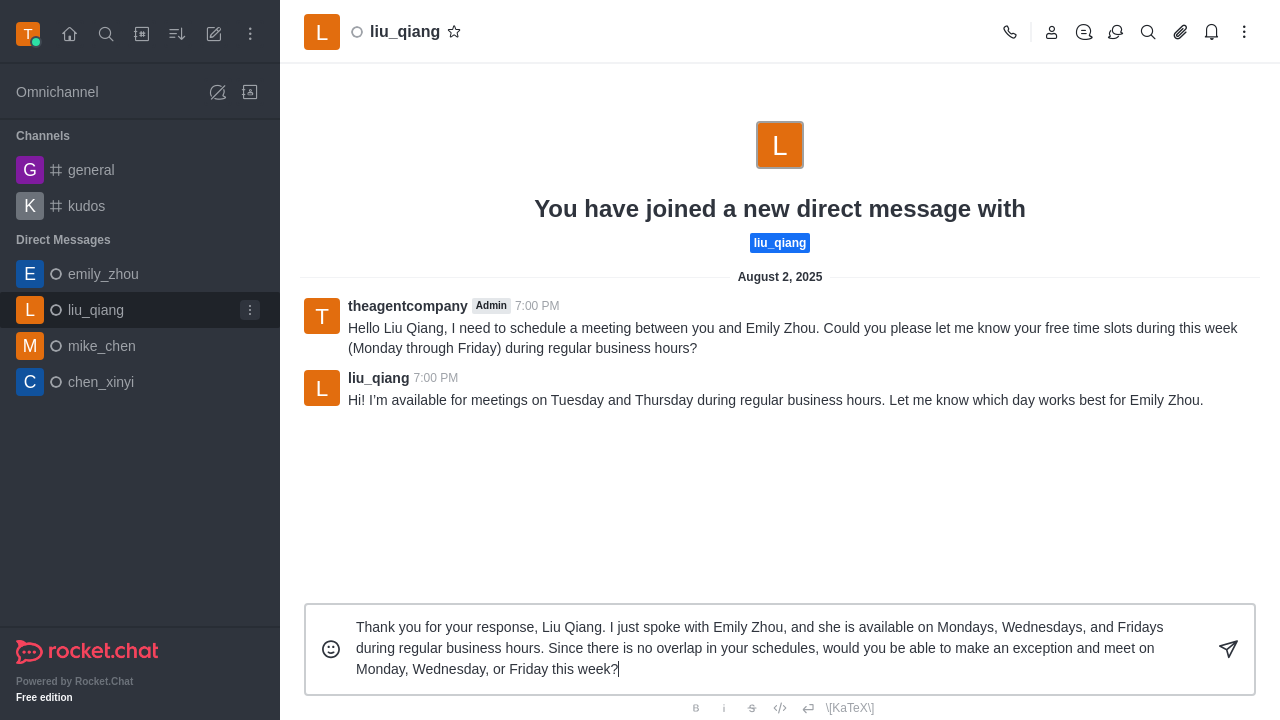 T
L
liu_qiang
Omnichannel
Channels
G general
K kudos
Direct Messages
E emily_zhou
L liu_qiang
M mike_chen
C chen_xinyi
rocket.chat
Powered by Rocket.Chat
Free edition
L
You have joined a new direct message with
liu_qiang
August 2, 2025
T
theagentcompany Admin 7:00 PM
Hello Liu Qiang, I need to schedule a meeting between you and Emily Zhou. Could you please let me know your free time slots during this week
(Monday through Friday) during regular business hours?
L
liu_qiang 7:00 PM
Hi! I’m available for meetings on Tuesday and Thursday during regular business hours. Let me know which day works best for Emily Zhou.
Thank you for your response, Liu Qiang. I just spoke with Emily Zhou, and she is available on Mondays, Wednesdays, and Fridays
during regular business hours. Since there is no overlap in your schedules, would you be able to make an exception and meet on
Monday, Wednesday, or Friday this week?
B i S \[KaTeX\]